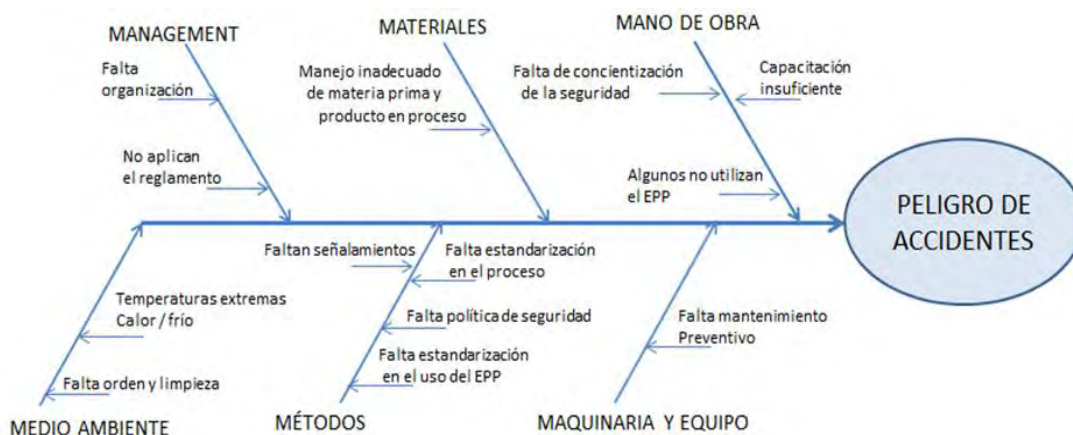 MANAGEMENT
MATERIALES
MANO DE OBRA
Falta
organización
No aplican
el reglamento
Manejo inadecuado
de materia prima y
producto en proceso
Falta de concientización
de la seguridad
Capacitación
insuficiente
Algunos no utilizan
el EPP
PELIGRO DE
ACCIDENTES
Temperaturas extremas
Calor / frío
Falta orden y limpieza
Faltan señalamientos
Falta estandarización
en el proceso
Falta política de seguridad
Falta estandarización
en el uso del EPP
Falta mantenimiento
Preventivo
MEDIO AMBIENTE
MÉTODOS
MAQUINARIA Y EQUIPO